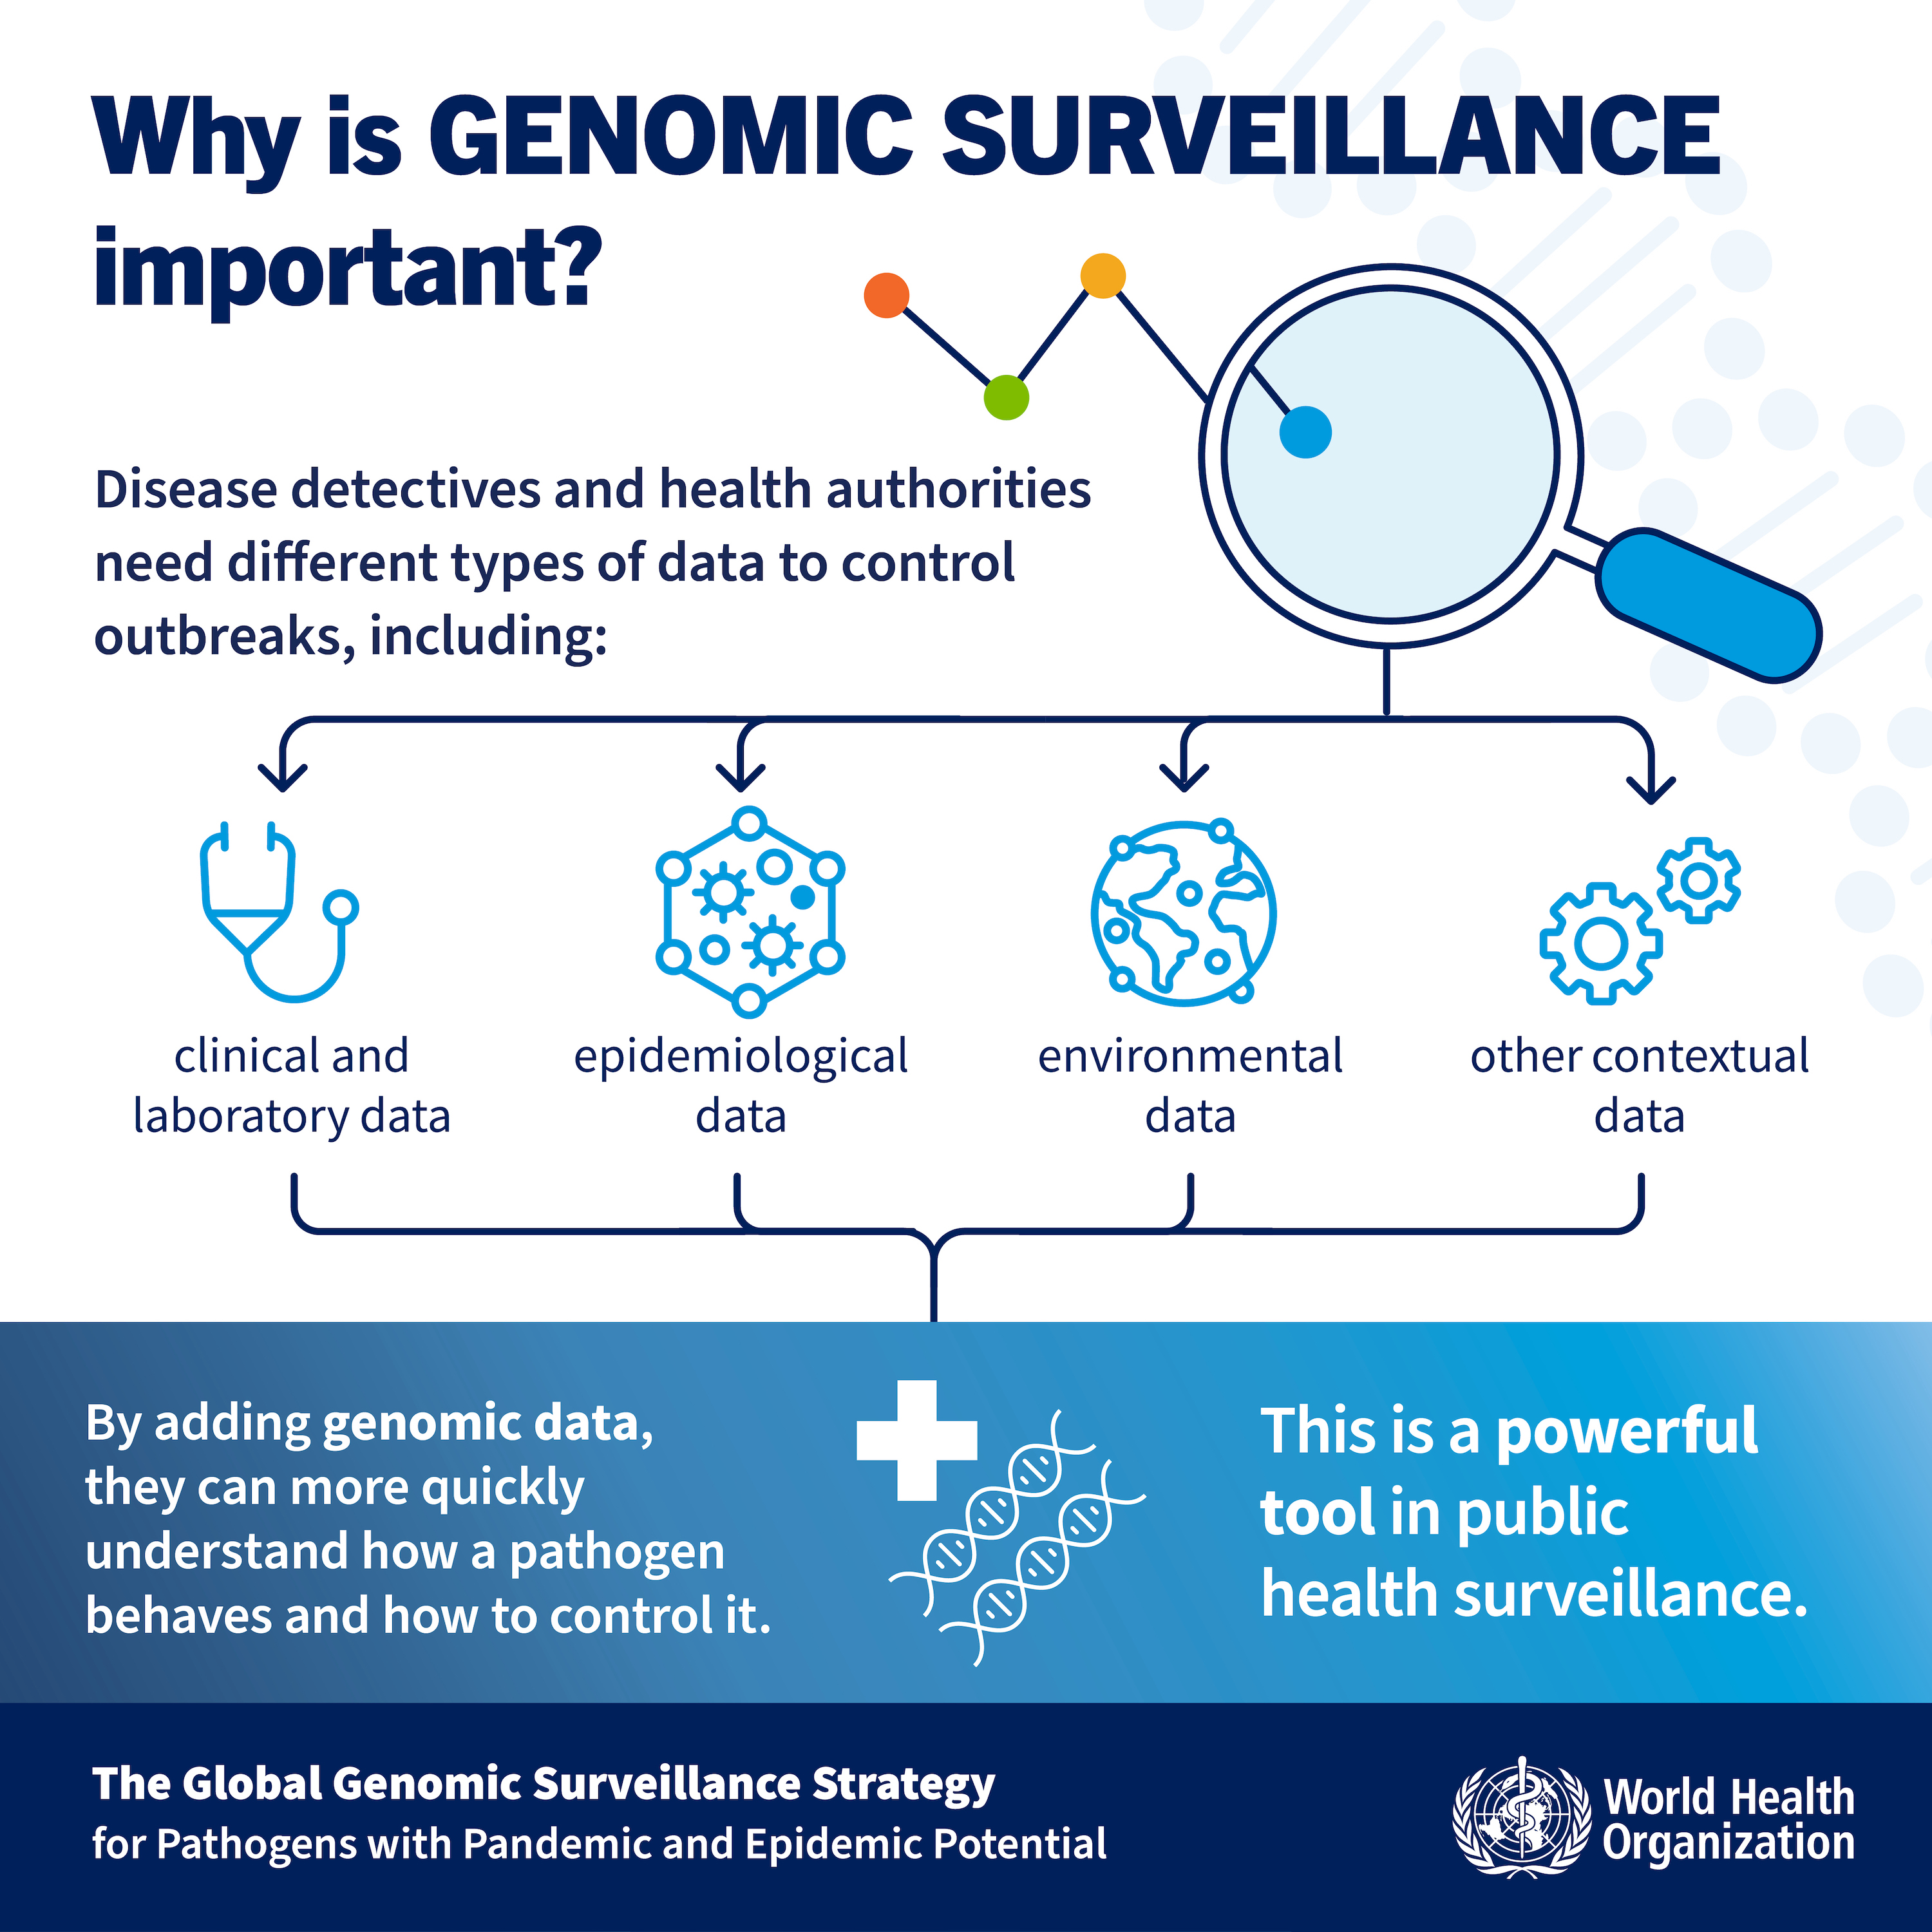 Why is GENOMIC SURVEILLANCE
important?
Disease detectives and health authorities
need different types of data to control
outbreaks, including:
clinical and
laboratory data
epidemiological
data
environmental
data
other contextual
data
By adding genomic data,
they can more quickly
understand how a pathogen
behaves and how to control it.
This is a powerful
tool in public
health surveillance.
The Global Genomic Surveillance Strategy
for Pathogens with Pandemic and Epidemic Potential
World Health
Organization